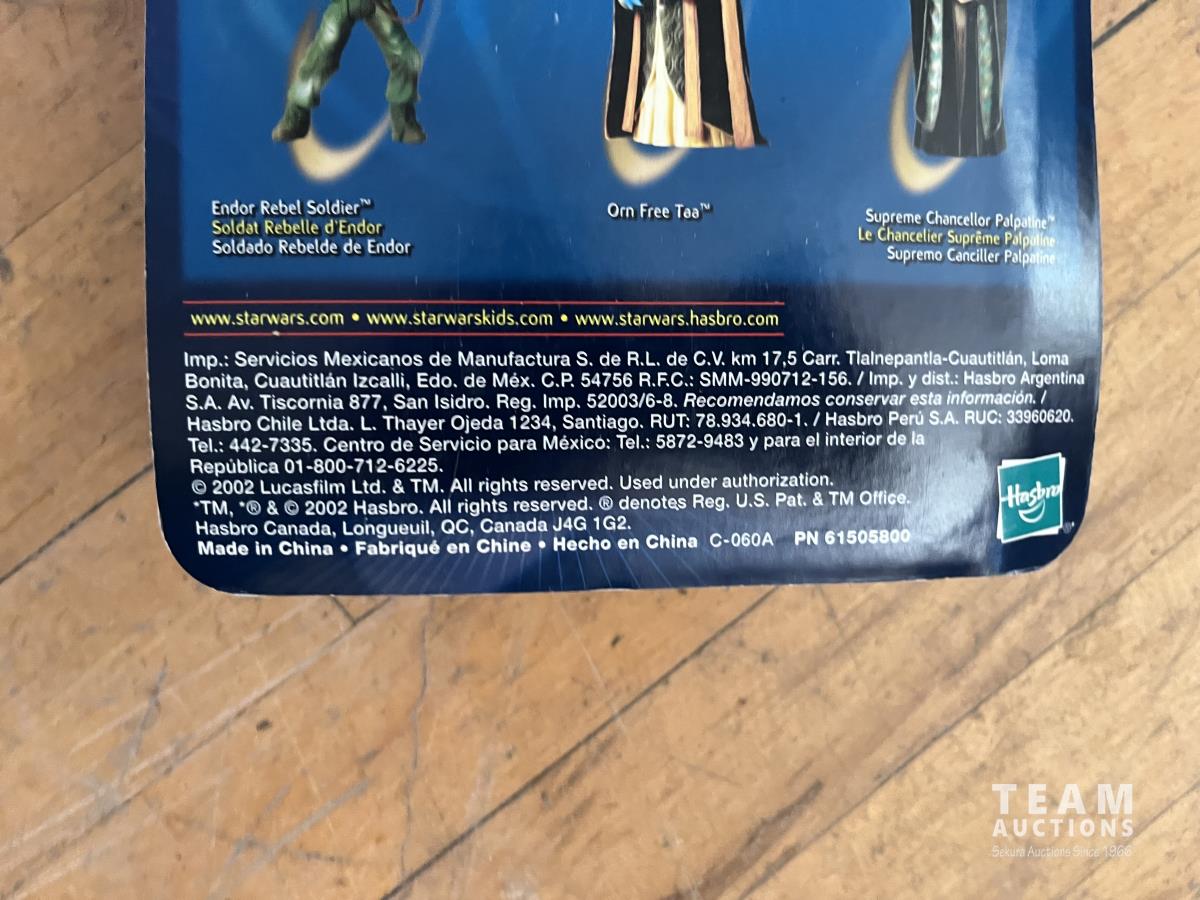 Endor Rebel Soldier™
Soldat Rebelle d'Endor
Soldado Rebelde de Endor
Orn Free Taa™
Supreme Chancellor Palpatine™
Le Chancelier Suprême Palpatine
Supremo Canciller Palpatine
www.starwars.com • www.starwarskids.com • www.starwars.hasbro.com
Imp.: Servicios Mexicanos de Manufactura S. de R.L. de C.V. km 17,5 Carr. Tlalnepantla-Cuautitlán, Loma
Bonita, Cuautitlán Izcalli, Edo. de Méx. C.P. 54756 R.F.C.: SMM-990712-156. / Imp. y dist.: Hasbro Argentina
S.A. Av. Tiscornia 877, San Isidro. Reg. Imp. 52003/6-8. Recomendamos conservar esta información. /
Hasbro Chile Ltda. L. Thayer Ojeda 1234, Santiago. RUT: 78.934.680-1. / Hasbro Perú S.A. RUC: 33960620.
Tel.: 442-7335. Centro de Servicio para México: Tel.: 5872-9483 y para el interior de la
República 01-800-712-6225.
© 2002 Lucasfilm Ltd. & TM. All rights reserved. Used under authorization.
*TM, *® & © 2002 Hasbro. All rights reserved. ® denotes Reg. U.S. Pat. & TM Office.
Hasbro Canada, Longueuil, QC, Canada J4G 1G2.
Made in China • Fabriqué en Chine • Hecho en China C-060A PN 61505800
Hasbro
®
TEAM
AUCTIONS
Sekura Auctions Since 1966